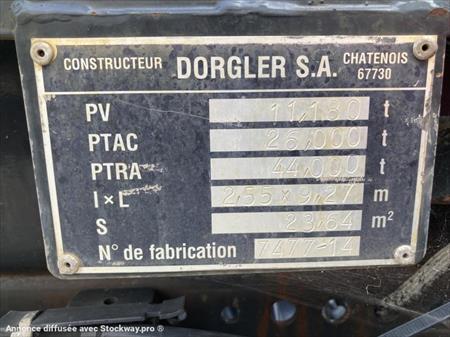 CONSTRUCTEUR DORGLER S.A. CHATENOIS 67730
PV 11,180 t
PTAC 26,000 t
PTRA 44,000 t
l × L 2,55 × 9,27 m
S 23,64 m²
N° de fabrication 7477-14
Annonce diffusée avec Stockway.pro ®